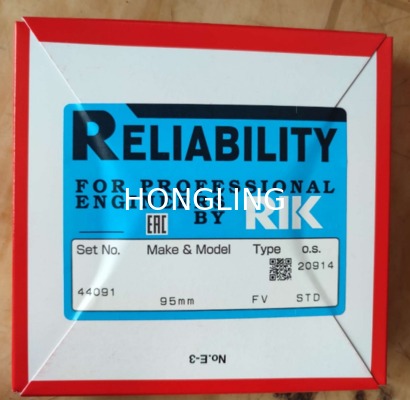 RELIABILITY
FOR PROFESSIONAL
HONGLING
BY RIK
EAC
Set No. Make & Model Type o.s.
20914
44091 95mm FV STD
No.E-3